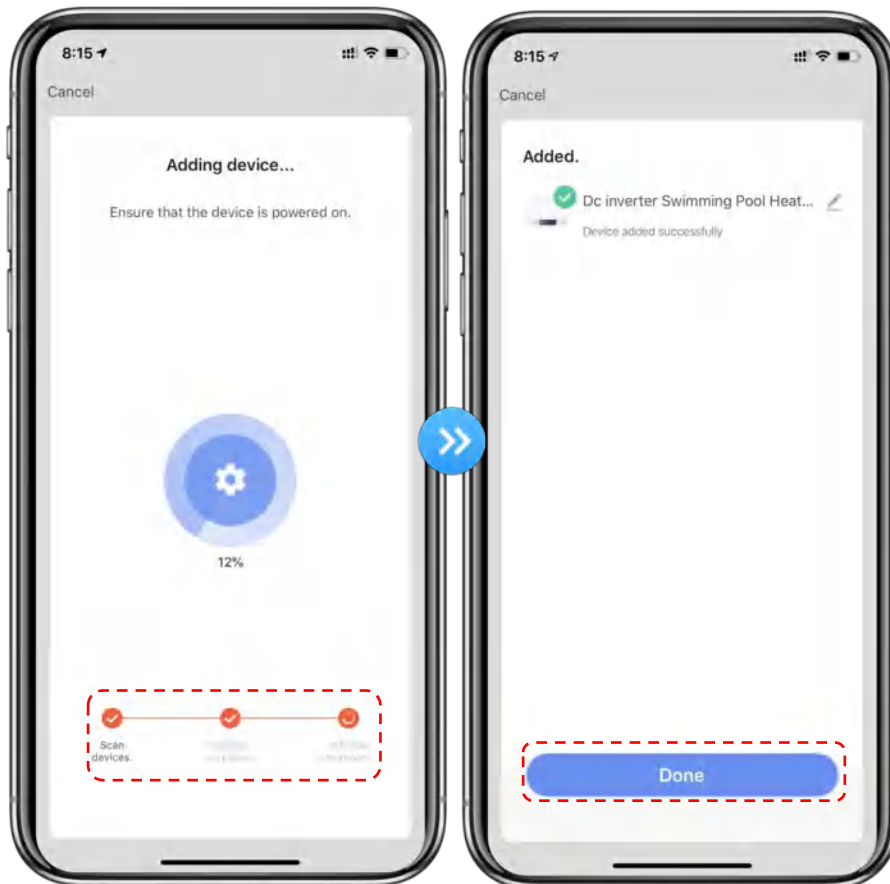 8:15
Cancel
Adding device...
Ensure that the device is powered on.
12%
Scan
devices.
8:15
Cancel
Added.
Dc inverter Swimming Pool Heat...
Device added successfully
Done